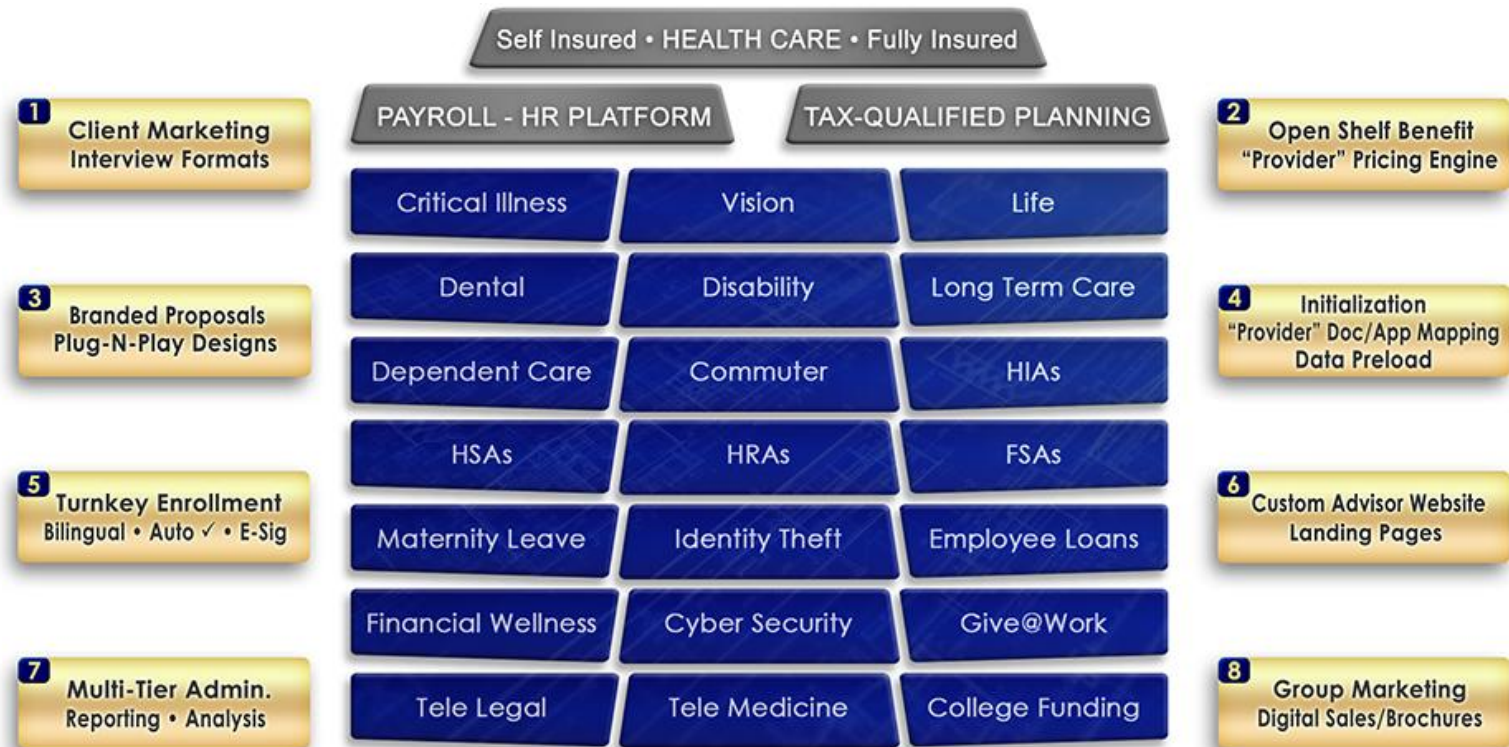 Self Insured • HEALTH CARE • Fully Insured
PAYROLL - HR PLATFORM
TAX-QUALIFIED PLANNING
1
Client Marketing
Interview Formats
2
Open Shelf Benefit
“Provider” Pricing Engine
Critical Illness
Vision
Life
Dental
Disability
Long Term Care
3
Branded Proposals
Plug-N-Play Designs
4
Initialization
“Provider” Doc/App Mapping
Data Preload
Dependent Care
Commuter
HIAs
HSAs
HRAs
FSAs
5
Turnkey Enrollment
Bilingual • Auto ✓ • E-Sig
6
Custom Advisor Website
Landing Pages
Maternity Leave
Identity Theft
Employee Loans
Financial Wellness
Cyber Security
Give@Work
7
Multi-Tier Admin.
Reporting • Analysis
8
Group Marketing
Digital Sales/Brochures
Tele Legal
Tele Medicine
College Funding